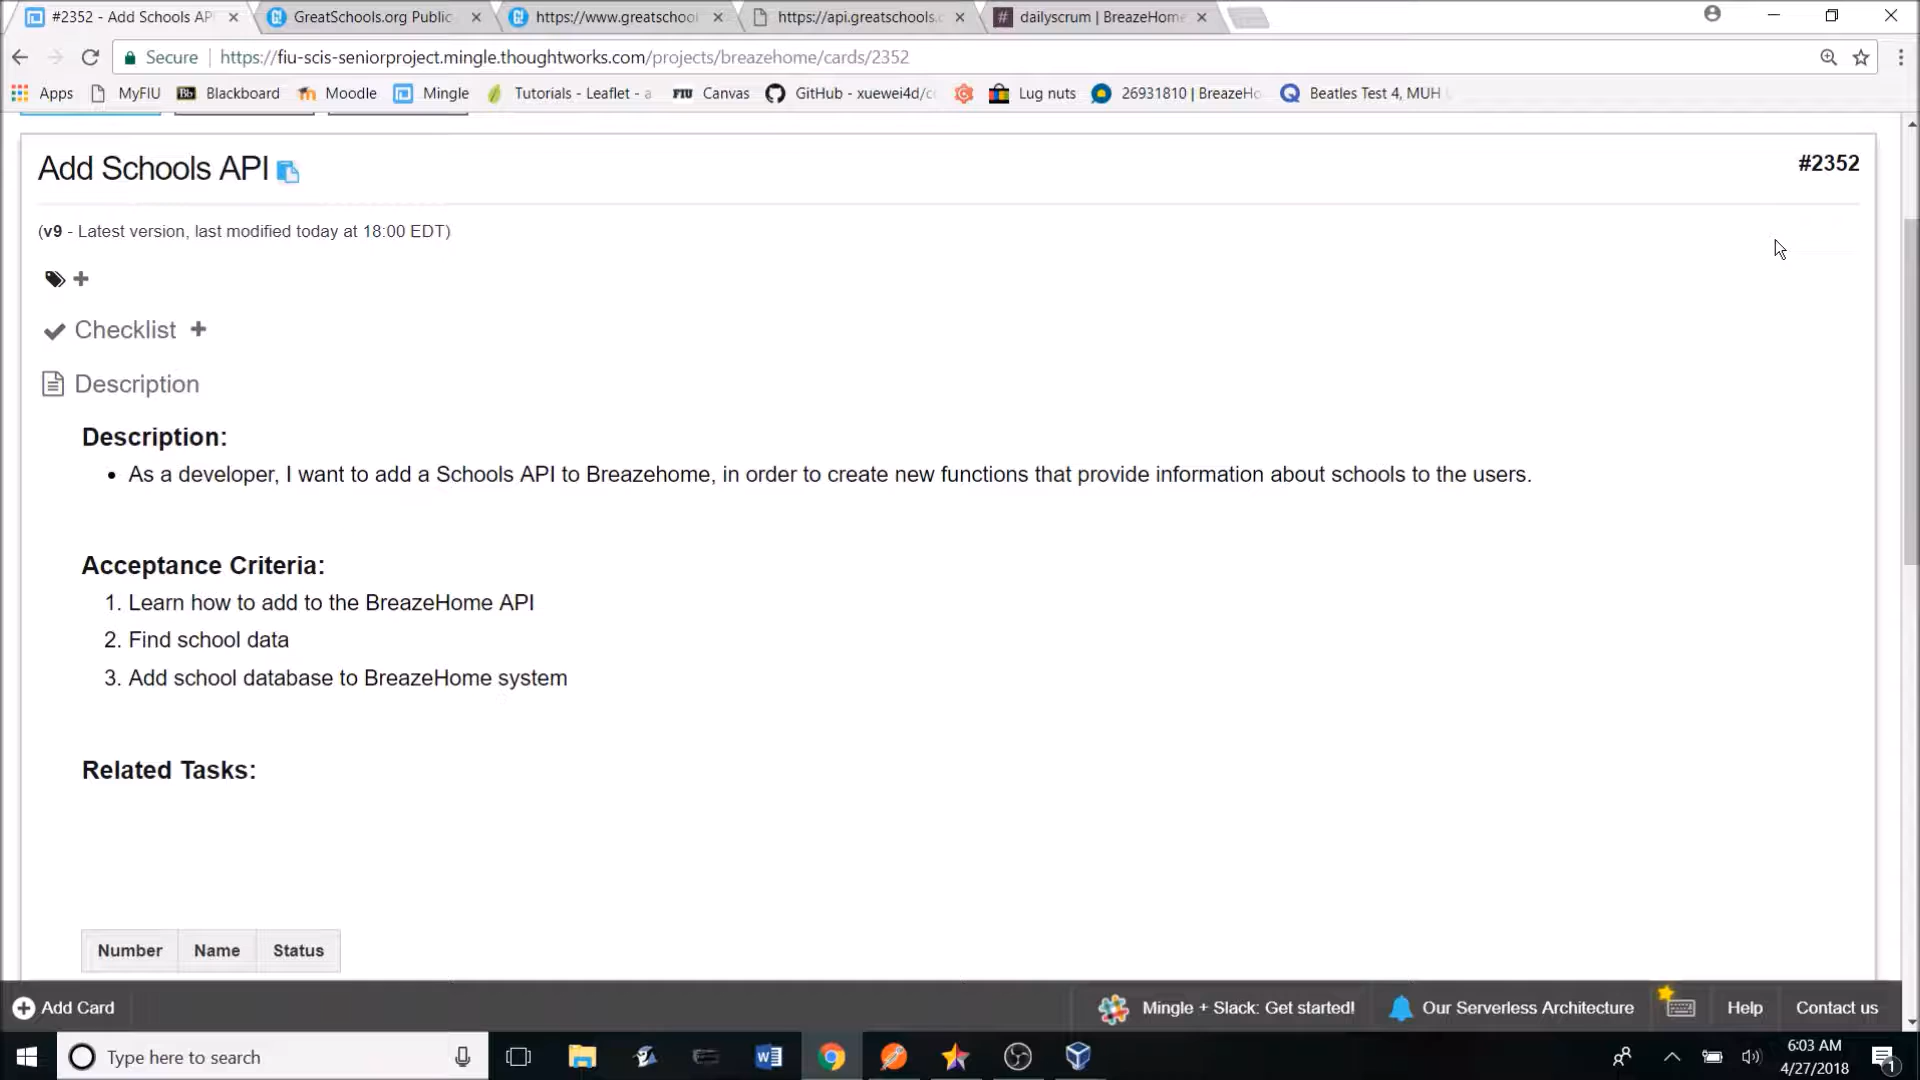 #2352 - Add Schools AP
GreatSchools.org Public
https://www.greatschoo
https://api.greatschools.
dailyscrum | BreazeHome
Secure
https://fiu-scis-seniorproject.mingle.thoughtworks.com/projects/breazehome/cards/2352
Apps
MyFIU
Bb
Blackboard
Moodle
Mingle
Tutorials - Leaflet - a
FIU
Canvas
GitHub - xuewei4d/c
Lug nuts
26931810 | BreazeHo
Beatles Test 4, MUH
Add Schools API
#2352
(v9 - Latest version, last modified today at 18:00 EDT)
Checklist
Description
Description:
• As a developer, I want to add a Schools API to Breazehome, in order to create new functions that provide information about schools to the users.
Acceptance Criteria:
1. Learn how to add to the BreazeHome API
2. Find school data
3. Add school database to BreazeHome system
Related Tasks:
Number Name Status
Add Card
Mingle + Slack: Get started!
Our Serverless Architecture
Help
Contact us
Type here to search
6:03 AM
4/27/2018
1